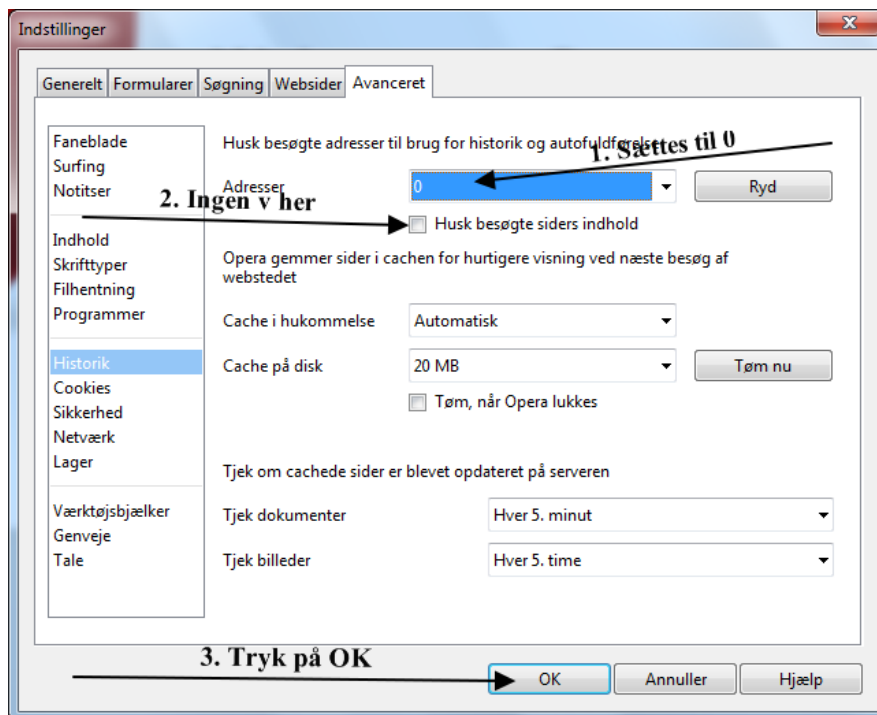 Indstillinger
Generelt Formularer Søgning Websider Avanceret
Faneblade
Surfing
Notitser
Indhold
Skrifttyper
Filhentning
Programmer
Historik
Cookies
Sikkerhed
Netværk
Lager
Værktøjsbjælker
Genveje
Tale
Husk besøgte adresser til brug for historik og autofuldførelse
1. Sættes til 0
Adresser 0 Ryd
2. Ingen v her
Husk besøgte siders indhold
Opera gemmer sider i cachen for hurtigere visning ved næste besøg af
webstedet
Cache i hukommelse Automatisk
Cache på disk 20 MB Tøm nu
Tøm, når Opera lukkes
Tjek om cachede sider er blevet opdateret på serveren
Tjek dokumenter Hver 5. minut
Tjek billeder Hver 5. time
3. Tryk på OK
OK Annuller Hjælp